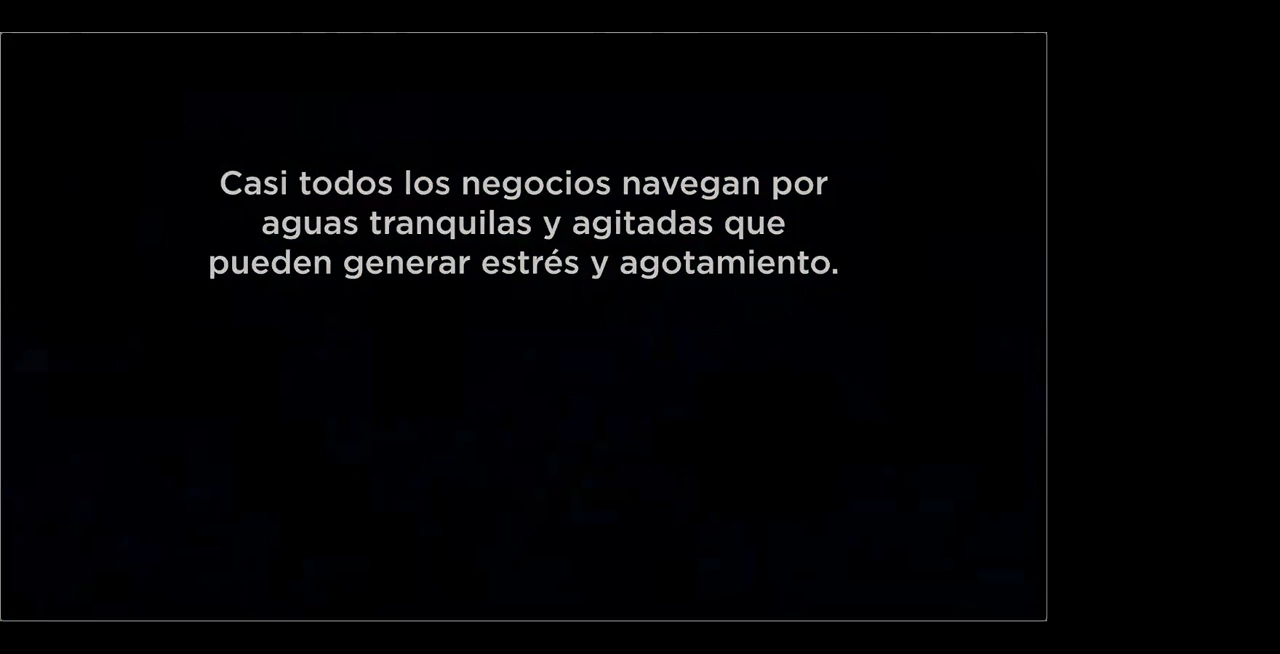 Casi todos los negocios navegan por
aguas tranquilas y agitadas que
pueden generar estrés y agotamiento.